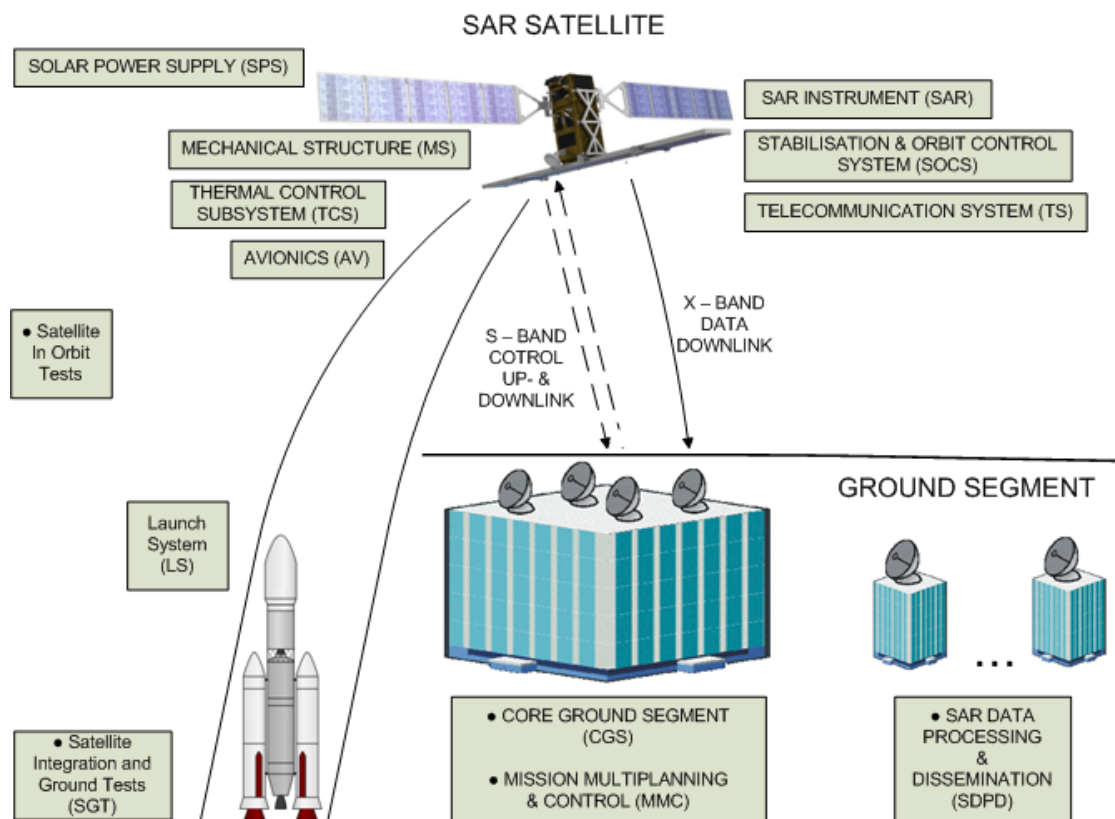 SAR SATELLITE
SOLAR POWER SUPPLY (SPS)
SAR INSTRUMENT (SAR)
MECHANICAL STRUCTURE (MS)
STABILISATION & ORBIT CONTROL
SYSTEM (SOCS)
THERMAL CONTROL
SUBSYSTEM (TCS)
TELECOMMUNICATION SYSTEM (TS)
AVIONICS (AV)
● Satellite
In Orbit
Tests
S – BAND
COTROL
UP- &
DOWNLINK
X – BAND
DATA
DOWNLINK
GROUND SEGMENT
Launch
System
(LS)
...
● Satellite
Integration and
Ground Tests
(SGT)
● CORE GROUND SEGMENT
(CGS)
● MISSION MULTIPLANNING
& CONTROL (MMC)
● SAR DATA
PROCESSING
&
DISSEMINATION
(SDPD)